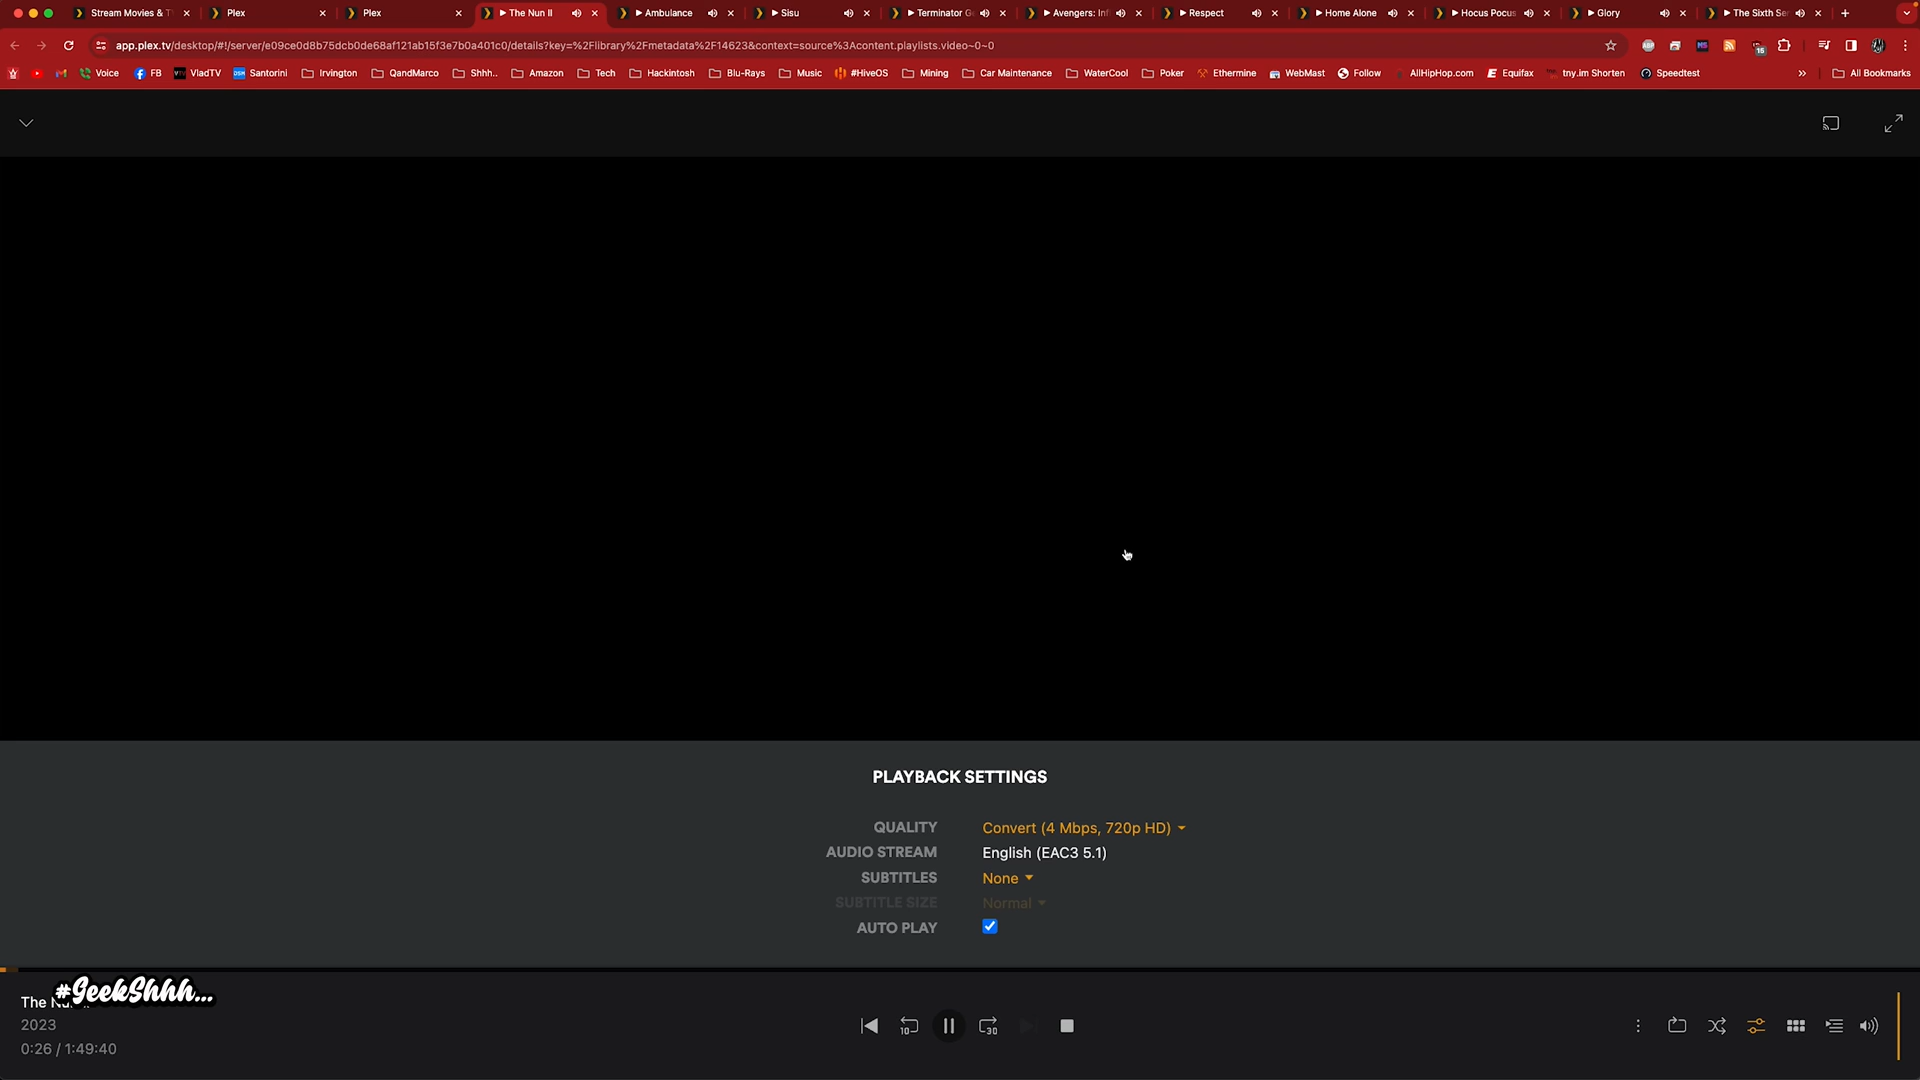 Stream Movies & T
Plex
Plex
The Nun II
Ambulance
Sisu
Terminator G
Avengers: Inf
Respect
Home Alone
Hocus Pocus
Glory
The Sixth Se
app.plex.tv/desktop/#!/server/e09ce0d8b75dcb0de68af121ab15f3e7b0a401c0/details?key=%2Flibrary%2Fmetadata%2F14623&context=source%3Acontent.playlists.video~0~0
Voice FB VladTV Santorini Irvington QandMarco Shhh.. Amazon Tech Hackintosh Blu-Rays Music #HiveOS Mining Car Maintenance WaterCool Poker Ethermine WebMast Follow AllHipHop.com Equifax tny.im Shorten Speedtest All Bookmarks
PLAYBACK SETTINGS
QUALITY Convert (4 Mbps, 720p HD)
AUDIO STREAM English (EAC3 5.1)
SUBTITLES None
SUBTITLE SIZE Normal
AUTO PLAY
#GeekShhh...
The
2023
0:26 / 1:49:40
10
30